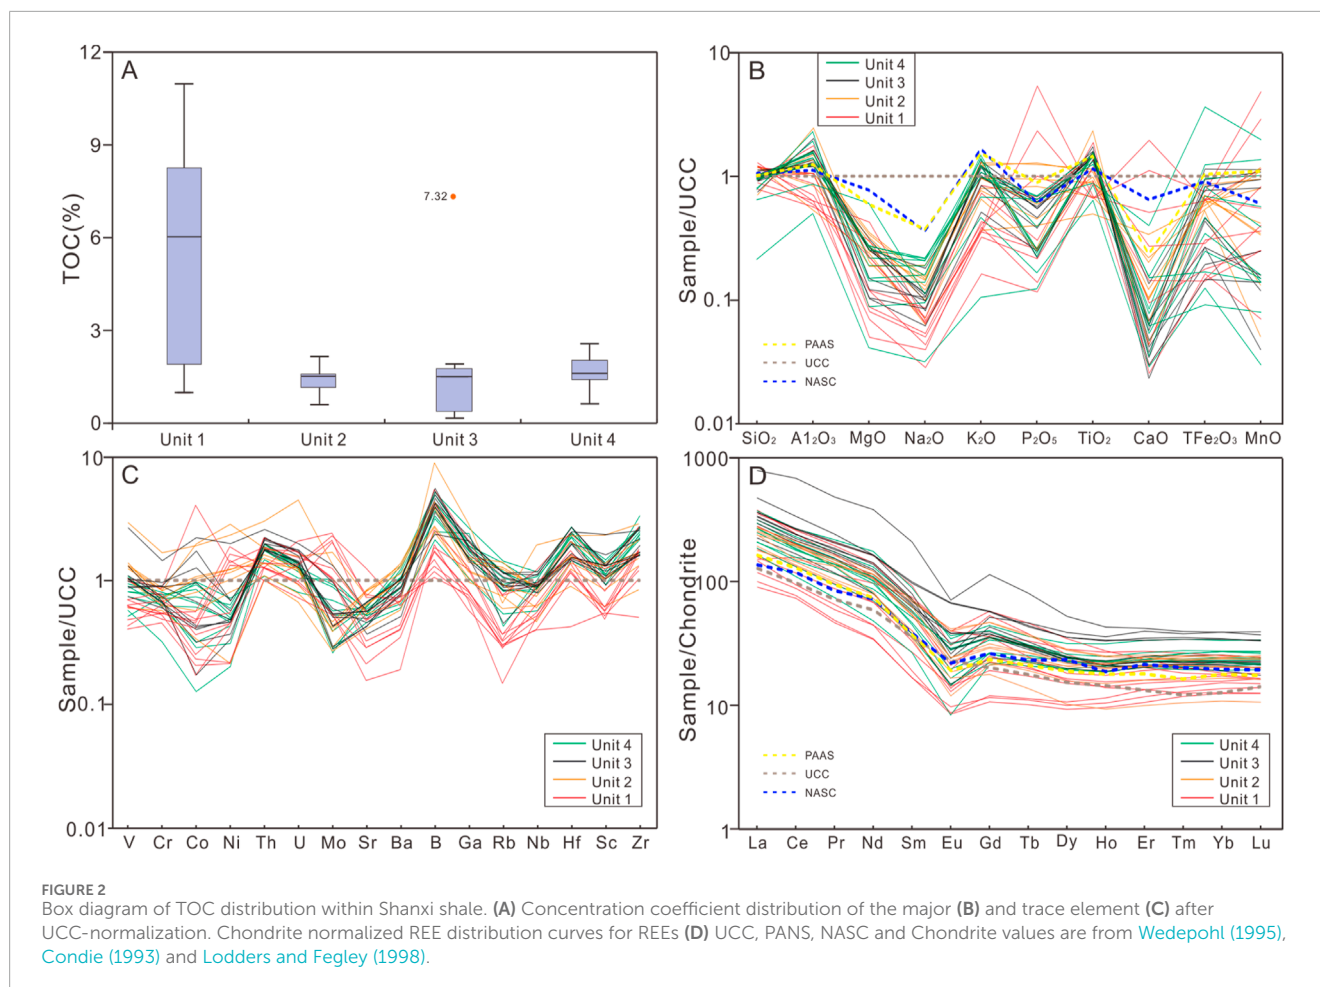 12
9
6
3
0
TOC(%)
A
7.32
Unit 1
Unit 2
Unit 3
Unit 4
10
1
0.1
0.01
Sample/UCC
B
Unit 4
Unit 3
Unit 2
Unit 1
PAAS
UCC
NASC
SiO₂
A1₂O₃
MgO
Na₂O
K₂O
P₂O₅
TiO₂
CaO
TFe₂O₃
MnO
10
1
0.1
0.01
Sample/UCC
C
Unit 4
Unit 3
Unit 2
Unit 1
V
Cr
Co
Ni
Th
U
Mo
Sr
Ba
B
Ga
Rb
Nb
Hf
Sc
Zr
1000
100
10
1
Sample/Chondrite
D
PAAS
UCC
NASC
Unit 4
Unit 3
Unit 2
Unit 1
La
Ce
Pr
Nd
Sm
Eu
Gd
Tb
Dy
Ho
Er
Tm
Yb
Lu
FIGURE 2
Box diagram of TOC distribution within Shanxi shale. (A) Concentration coefficient distribution of the major (B) and trace element (C) after
UCC-normalization. Chondrite normalized REE distribution curves for REEs (D) UCC, PANS, NASC and Chondrite values are from Wedepohl (1995),
Condie (1993) and Lodders and Fegley (1998).